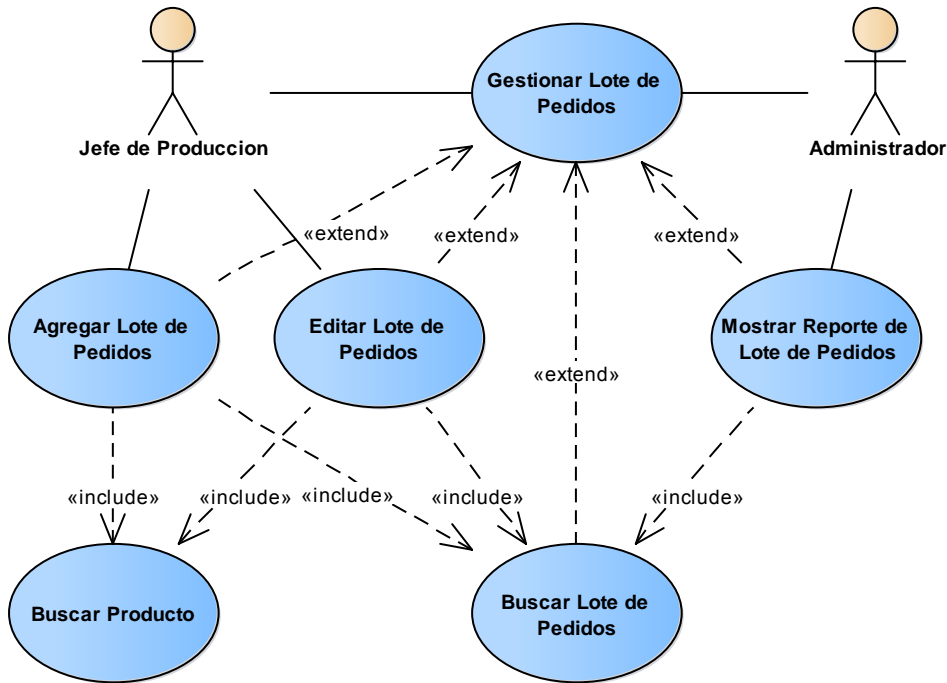 Gestionar Lote de
Pedidos
Jefe de Produccion
Administrador
«extend»
«extend»
«extend»
Agregar Lote de
Pedidos
Editar Lote de
Pedidos
Mostrar Reporte de
Lote de Pedidos
«extend»
«include»
«include»
«include»
«include»
«include»
Buscar Producto
Buscar Lote de
Pedidos